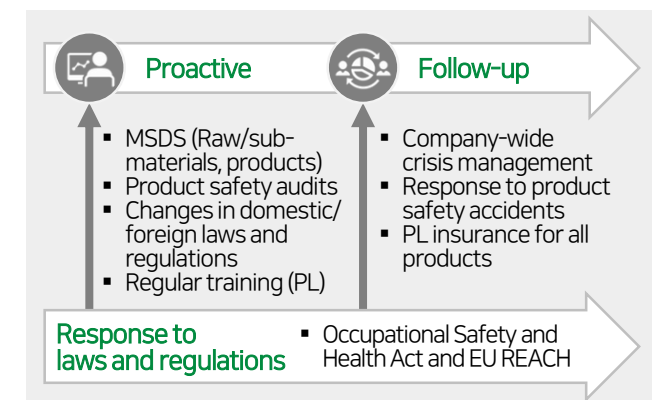 Proactive
Follow-up
▪ MSDS (Raw/sub-
materials, products)
▪ Product safety audits
▪ Changes in domestic/
foreign laws and
regulations
▪ Regular training (PL)
▪ Company-wide
crisis management
▪ Response to product
safety accidents
▪ PL insurance for all
products
Response to
laws and regulations
▪ Occupational Safety and
Health Act and EU REACH